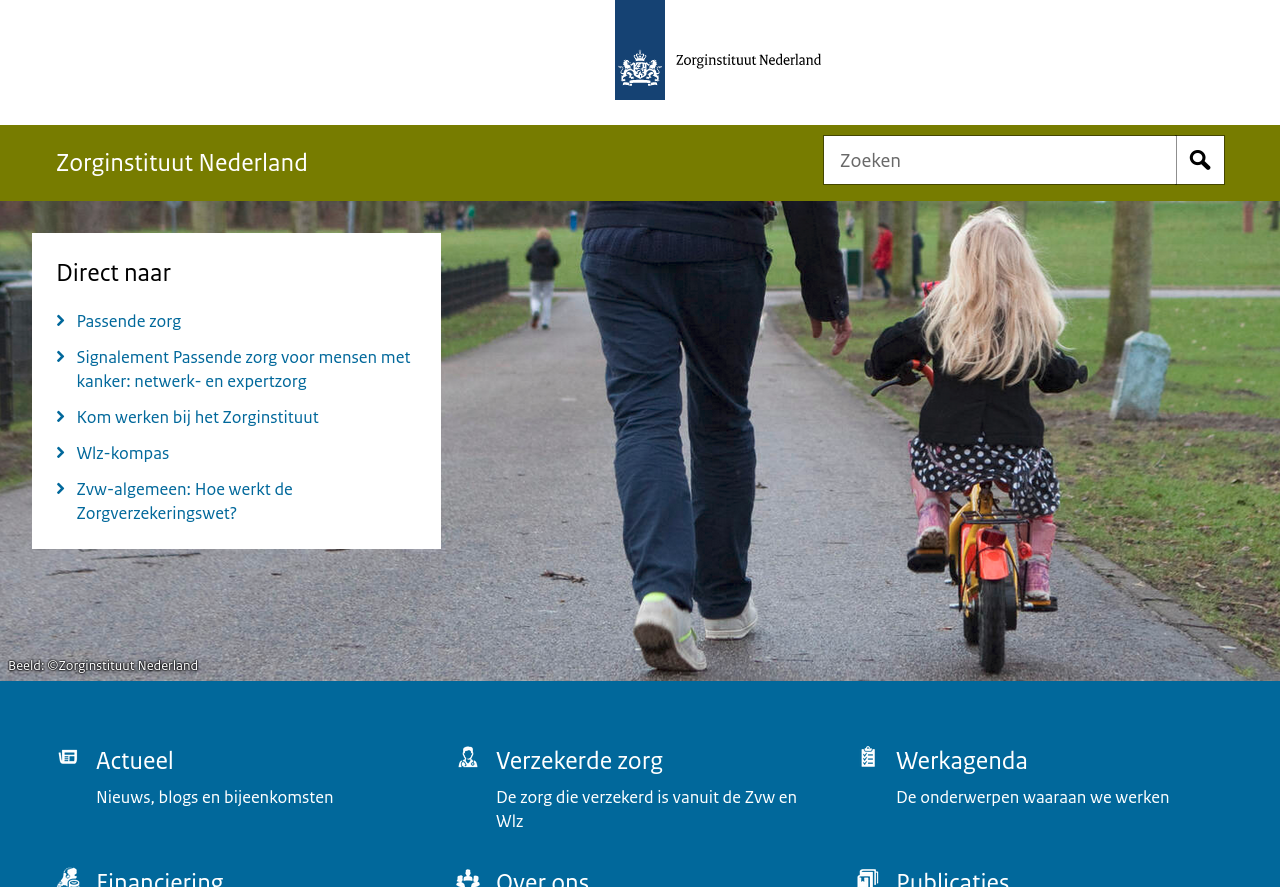 Zorginstituut Nederland
Zorginstituut Nederland
Zoeken
Direct naar
Passende zorg
Signalement Passende zorg voor mensen met
kanker: netwerk- en expertzorg
Kom werken bij het Zorginstituut
Wlz-kompas
Zvw-algemeen: Hoe werkt de
Zorgverzekeringswet?
Beeld: ©Zorginstituut Nederland
Actueel
Nieuws, blogs en bijeenkomsten
Verzekerde zorg
De zorg die verzekerd is vanuit de Zvw en
Wlz
Werkagenda
De onderwerpen waaraan we werken
Financiering
Over ons
Publicaties